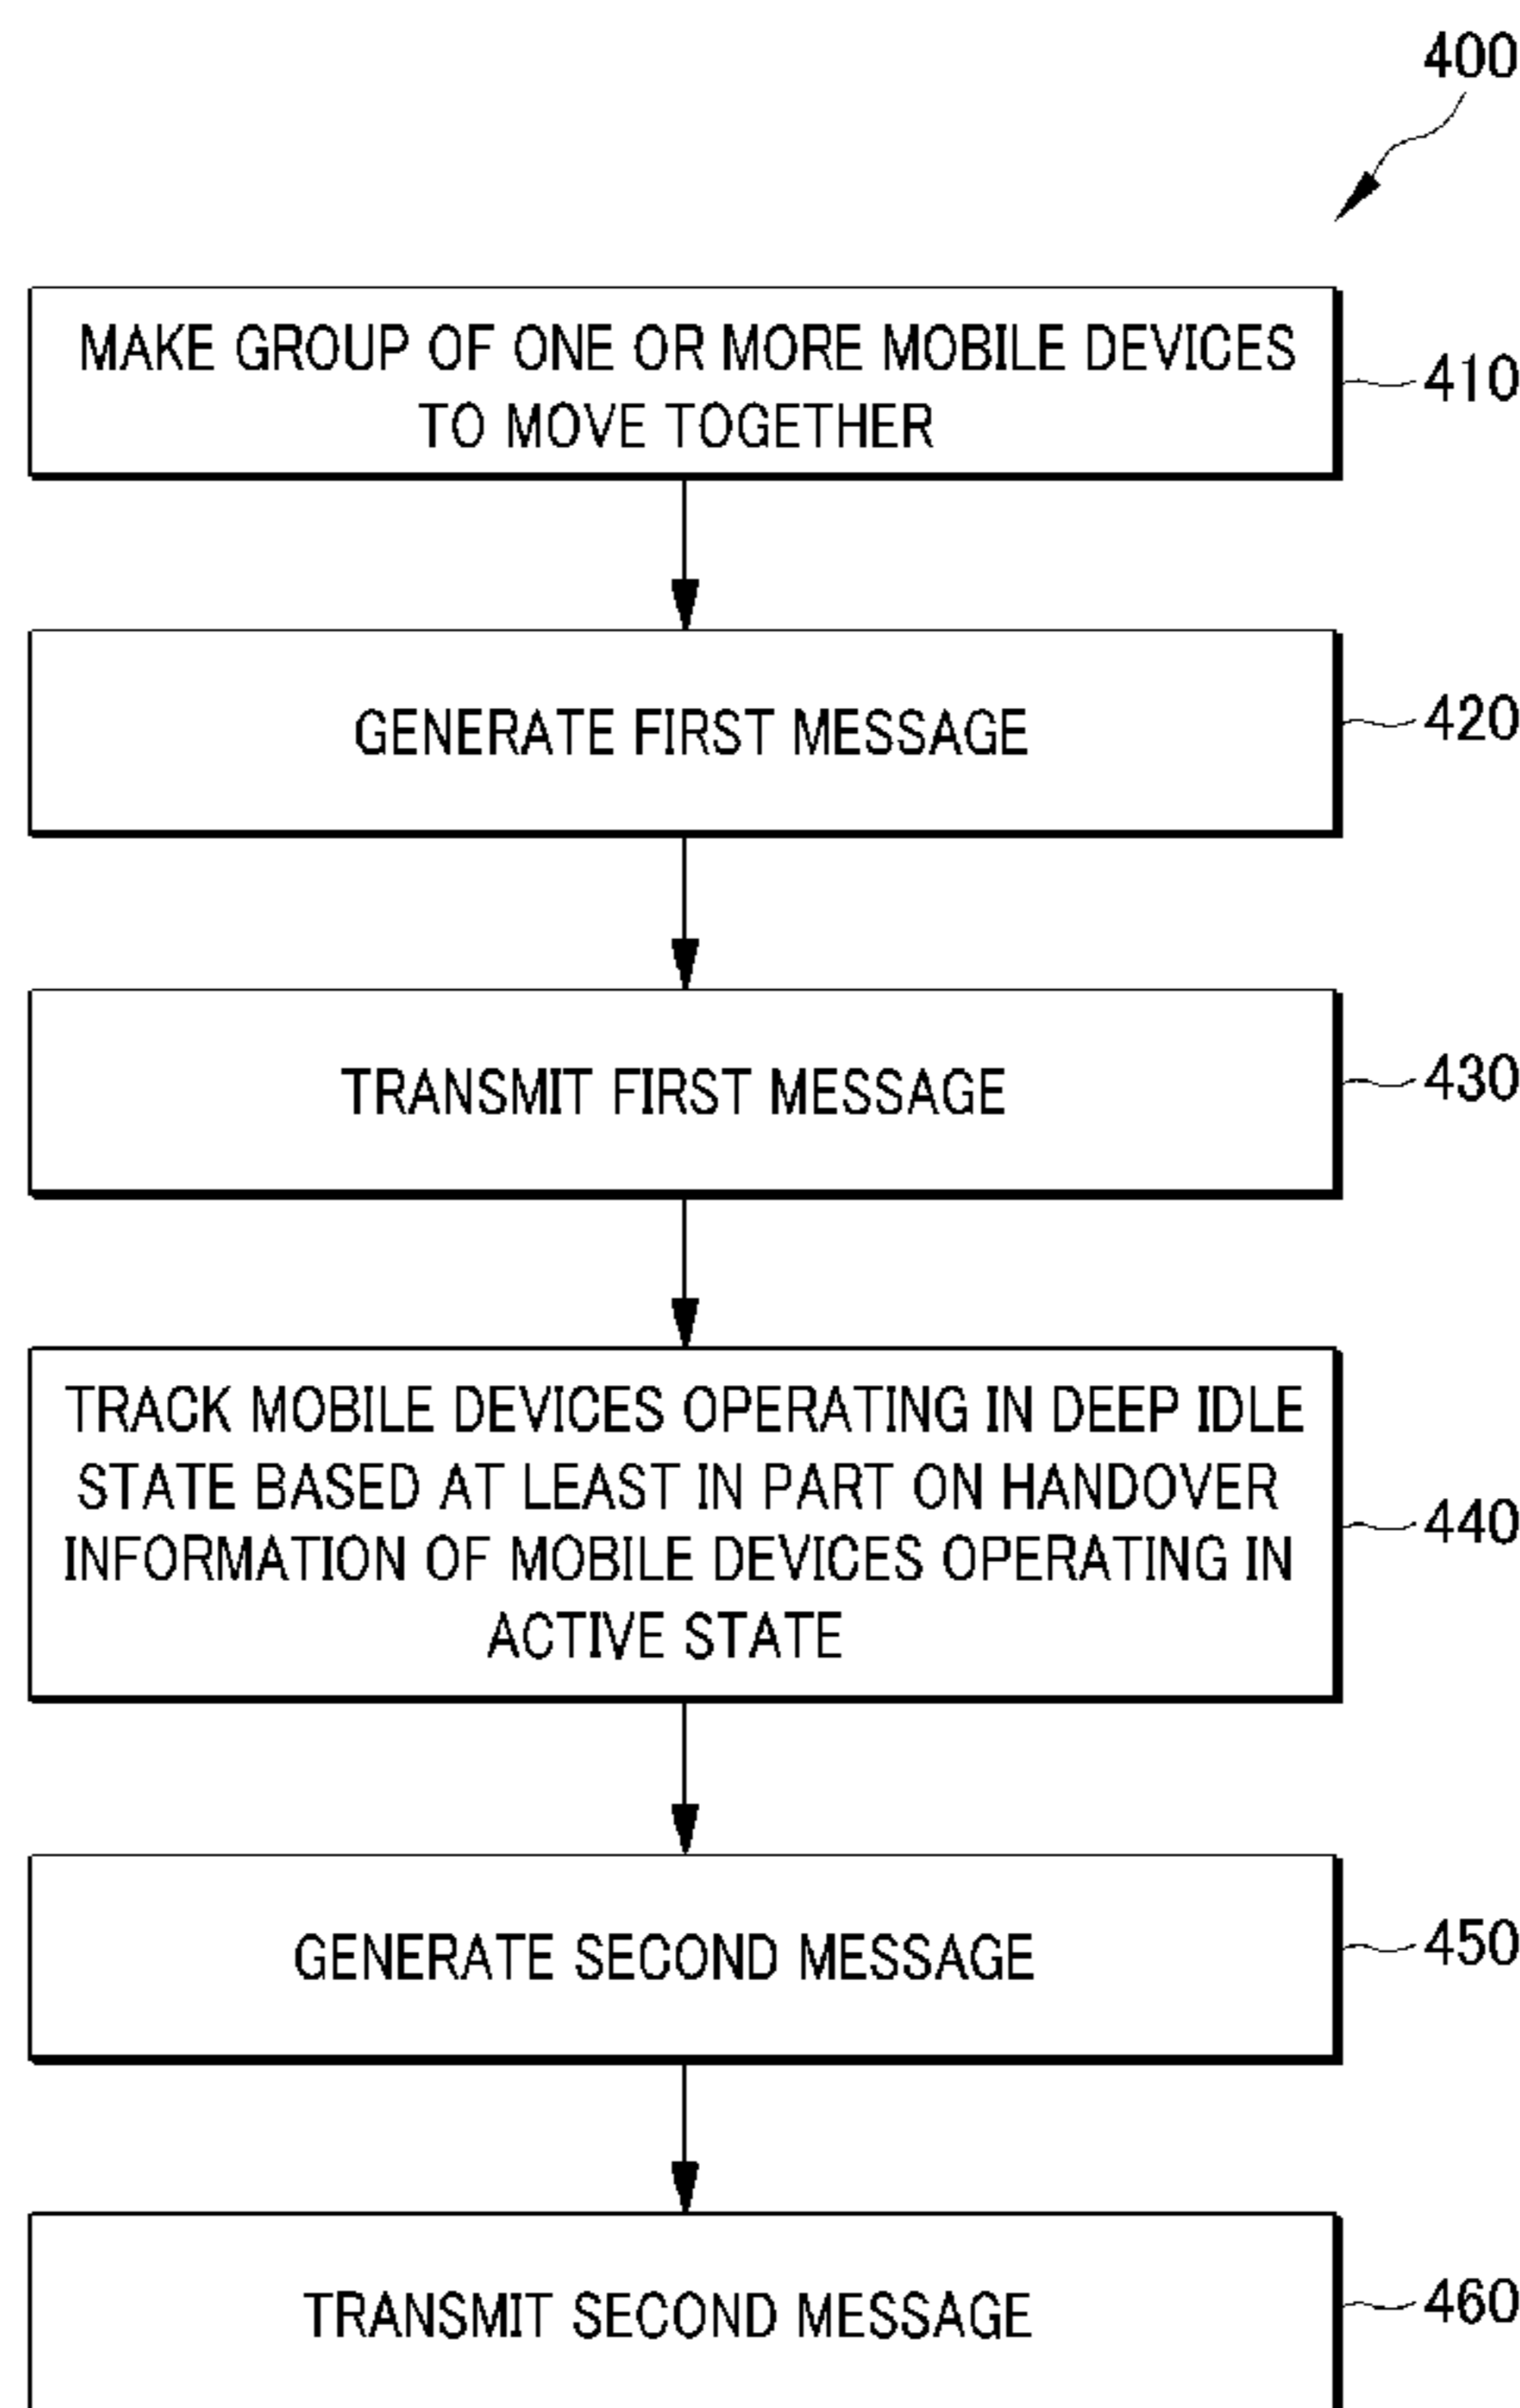 400
MAKE GROUP OF ONE OR MORE MOBILE DEVICES
TO MOVE TOGETHER
410
GENERATE FIRST MESSAGE
420
TRANSMIT FIRST MESSAGE
430
TRACK MOBILE DEVICES OPERATING IN DEEP IDLE
STATE BASED AT LEAST IN PART ON HANDOVER
INFORMATION OF MOBILE DEVICES OPERATING IN
ACTIVE STATE
440
GENERATE SECOND MESSAGE
450
TRANSMIT SECOND MESSAGE
460